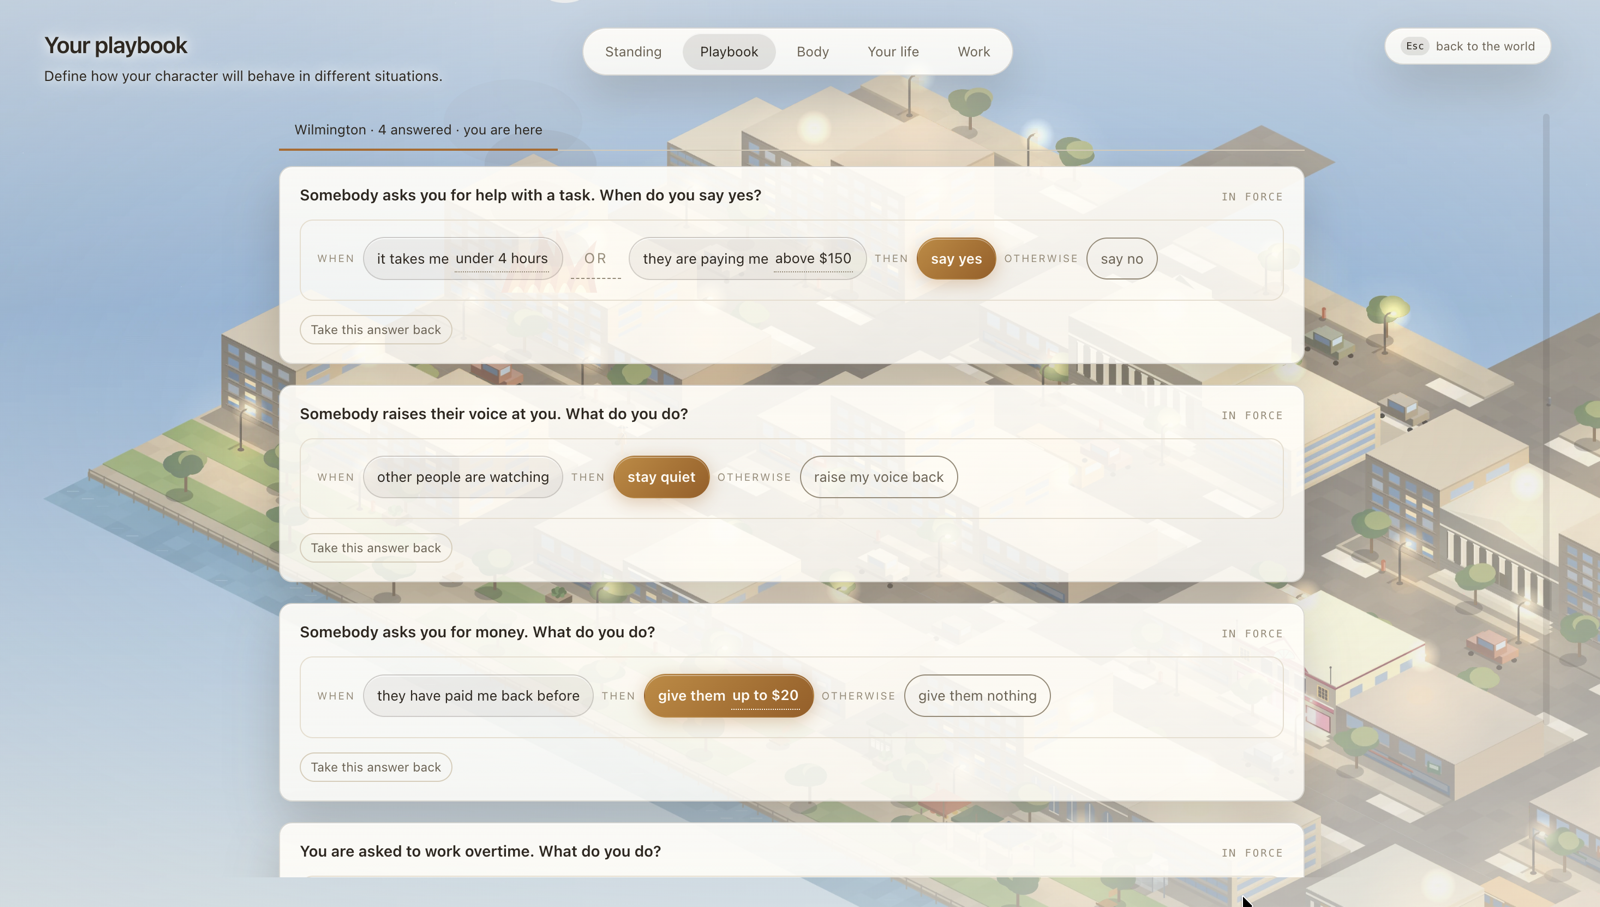 Your playbook
Define how your character will behave in different situations.
Standing Playbook Body Your life Work
Esc back to the world
Wilmington · 4 answered · you are here
Somebody asks you for help with a task. When do you say yes? IN FORCE
WHEN it takes me under 4 hours OR they are paying me above $150 THEN say yes OTHERWISE say no
Take this answer back
Somebody raises their voice at you. What do you do? IN FORCE
WHEN other people are watching THEN stay quiet OTHERWISE raise my voice back
Take this answer back
Somebody asks you for money. What do you do? IN FORCE
WHEN they have paid me back before THEN give them up to $20 OTHERWISE give them nothing
Take this answer back
You are asked to work overtime. What do you do? IN FORCE